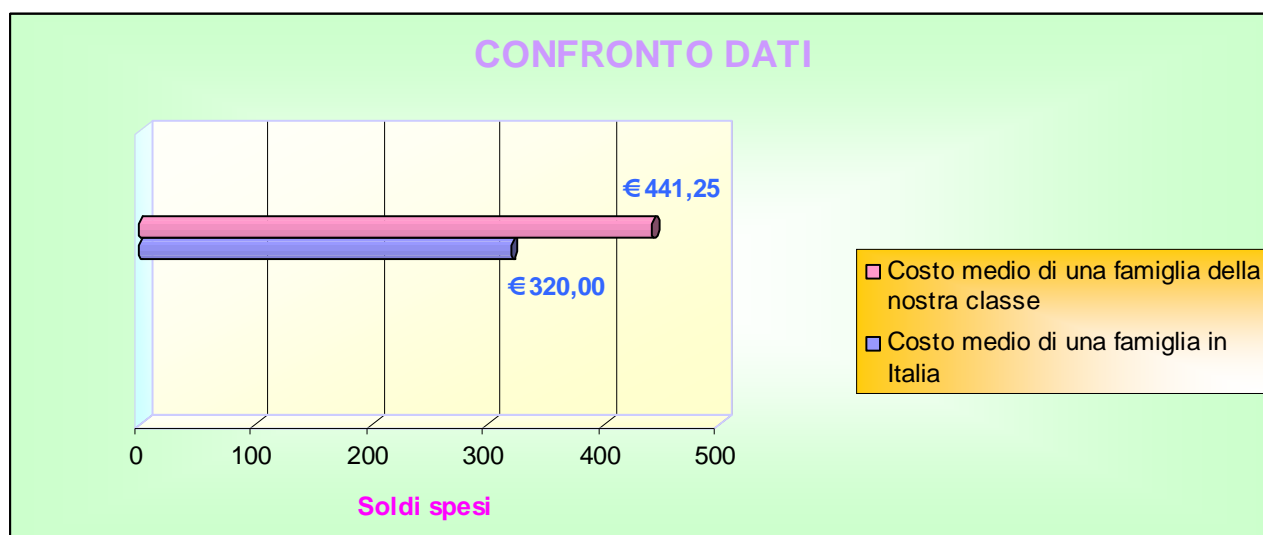 CONFRONTO DATI
€ 441,25
€ 320,00
0 100 200 300 400 500
Soldi spesi
Costo medio di una famiglia della
nostra classe
Costo medio di una famiglia in
Italia